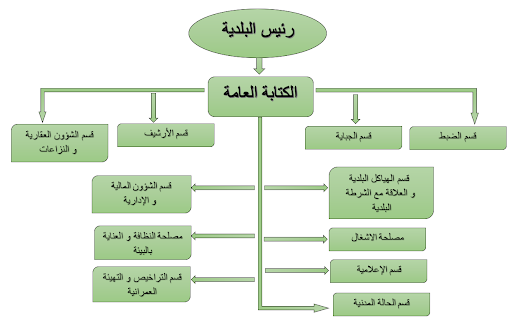 رئيس البلدية
الكتابة العامة
قسم الضبط
قسم الجباية
قسم الأرشيف
قسم الشؤون العقارية
و النزاعات
قسم الهياكل البلدية
و العلاقة مع الشرطة
البلدية
قسم الشؤون المالية
و الإدارية
مصلحة الاشغال
مصلحة النظافة و العناية
بالبيئة
قسم الإعلامية
قسم التراخيص و التهيئة
العمرانية
قسم الحالة المدنية